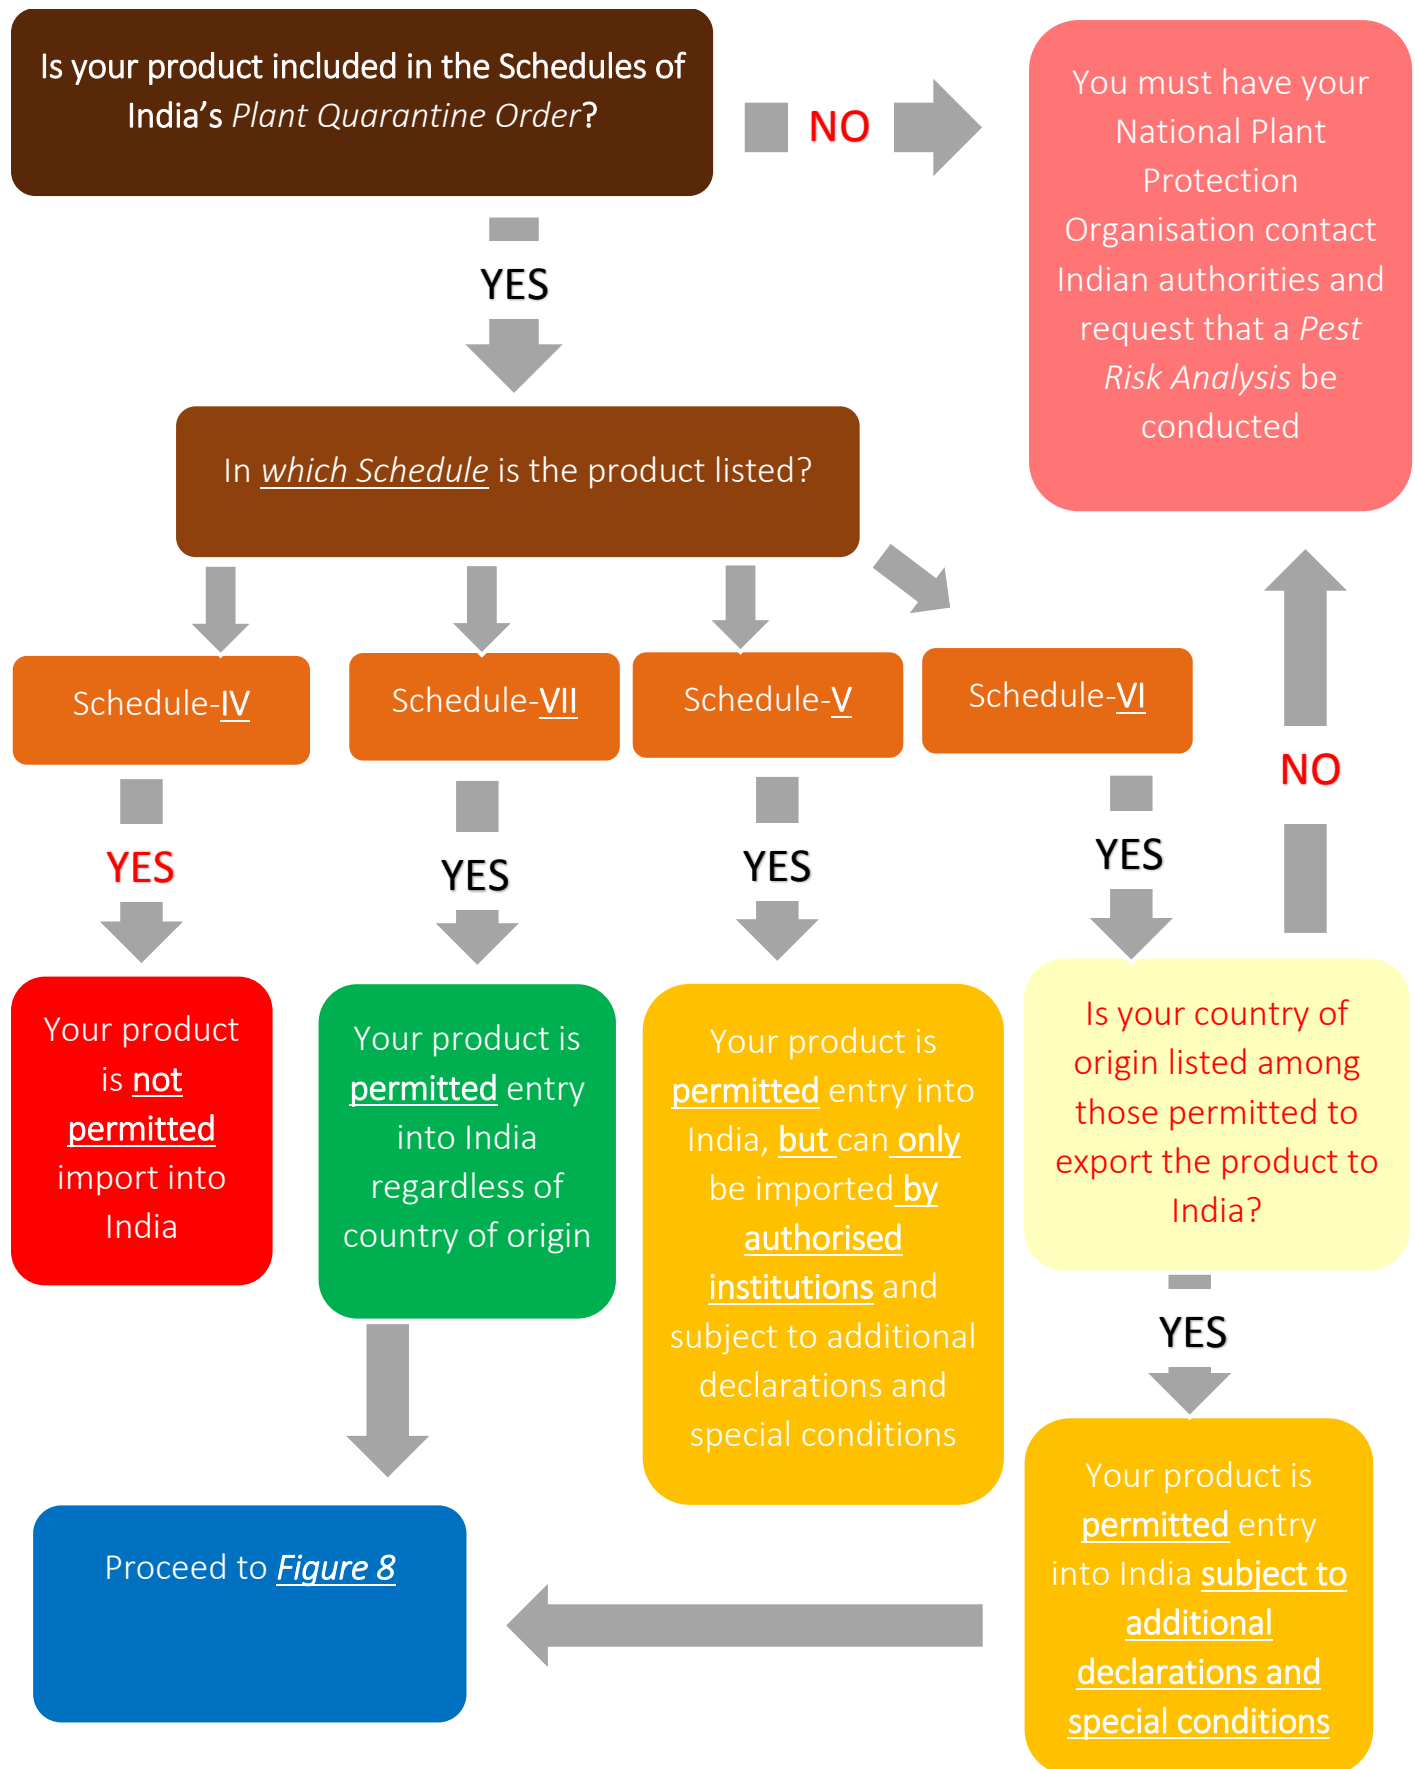 Is your product included in the Schedules of
India’s Plant Quarantine Order?
NO
You must have your
National Plant
Protection
Organisation contact
Indian authorities and
request that a Pest
Risk Analysis be
conducted
YES
In which Schedule is the product listed?
Schedule-IV
Schedule-VII
Schedule-V
Schedule-VI
NO
YES
YES
YES
YES
Your product
is not
permitted
import into
India
Your product is
permitted entry
into India
regardless of
country of origin
Your product is
permitted entry into
India, but can only
be imported by
authorised
institutions and
subject to additional
declarations and
special conditions
Is your country of
origin listed among
those permitted to
export the product to
India?
YES
Your product is
permitted entry
into India subject to
additional
declarations and
special conditions
Proceed to Figure 8